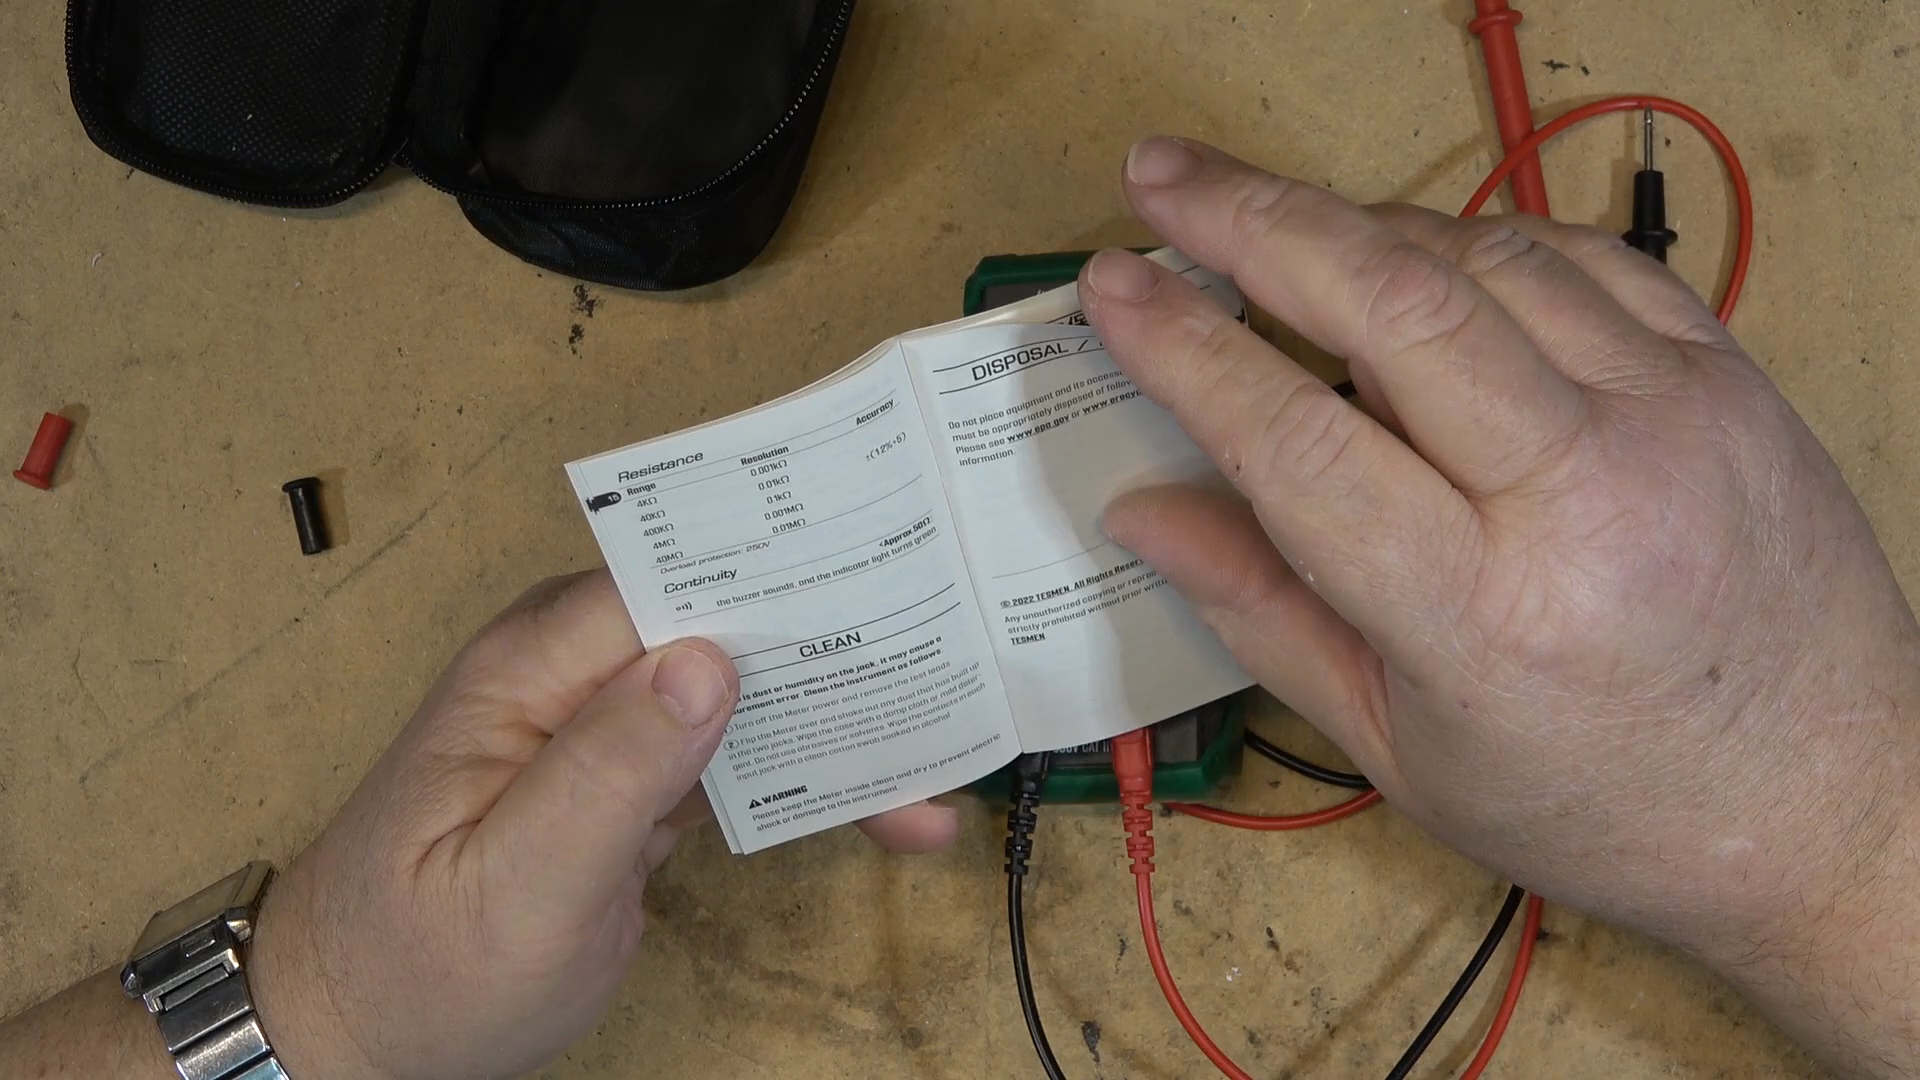 Resistance
Range Resolution Accuracy
4KΩ 0.001kΩ ±(1.2%+5)
40KΩ 0.01kΩ
400KΩ 0.1kΩ
4MΩ 0.001MΩ
40MΩ 0.01MΩ
Overload protection: 250V
15
Continuity <Approx.50Ω
the buzzer sounds, and the indicator light turns green
CLEAN
is dust or humidity on the jack, it may cause a
urement error. Clean the instrument as follows
Turn off the Meter power and remove the test leads
② Flip the Meter over and shake out any dust that has built up
in the two jacks. Wipe the case with a damp cloth or mild deter-
gent. Do not use abrasives or solvents. Wipe the contacts in each
input jack with a clean cotton swab soaked in alcohol
⚠ WARNING
Please keep the Meter inside clean and dry to prevent electric
shock or damage to the instrument
DISPOSAL /
Do not place equipment and its access
must be appropriately disposed of follow
Please see www.epa.gov or www.erecyc
information.
© 2022 TESMEN. All Rights Reser
Any unauthorized copying or reprod
strictly prohibited without prior writt
TESMEN